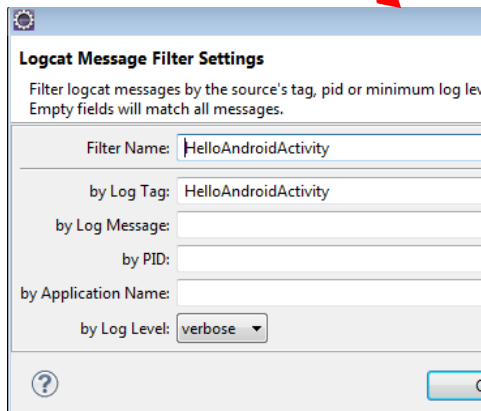 Logcat Message Filter Settings
Filter logcat messages by the source's tag, pid or minimum log
Empty fields will match all messages.
Filter Name: HelloAndroidActivity
by Log Tag: HelloAndroidActivity
by Log Message:
by PID:
by Application Name:
by Log Level: verbose
?